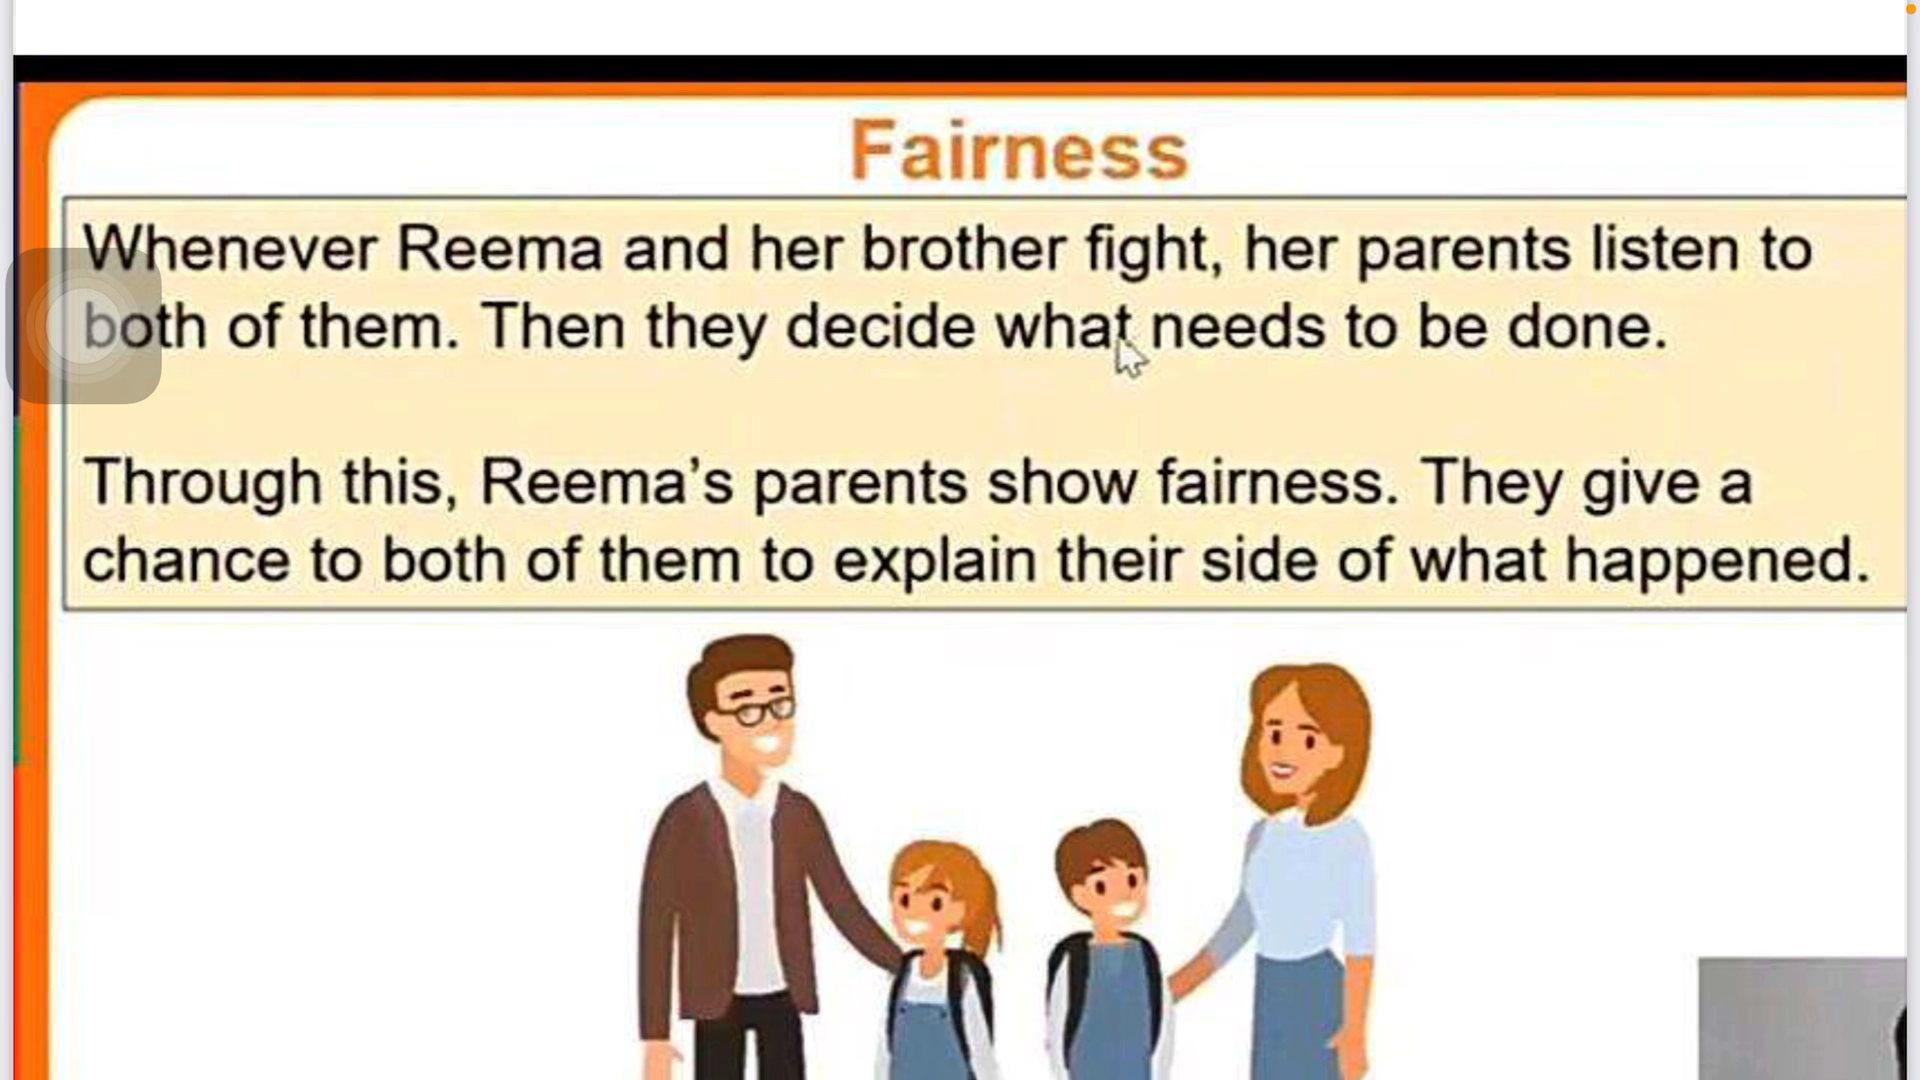 Fairness
Whenever Reema and her brother fight, her parents listen to
both of them. Then they decide what needs to be done.
Through this, Reema’s parents show fairness. They give a
chance to both of them to explain their side of what happened.